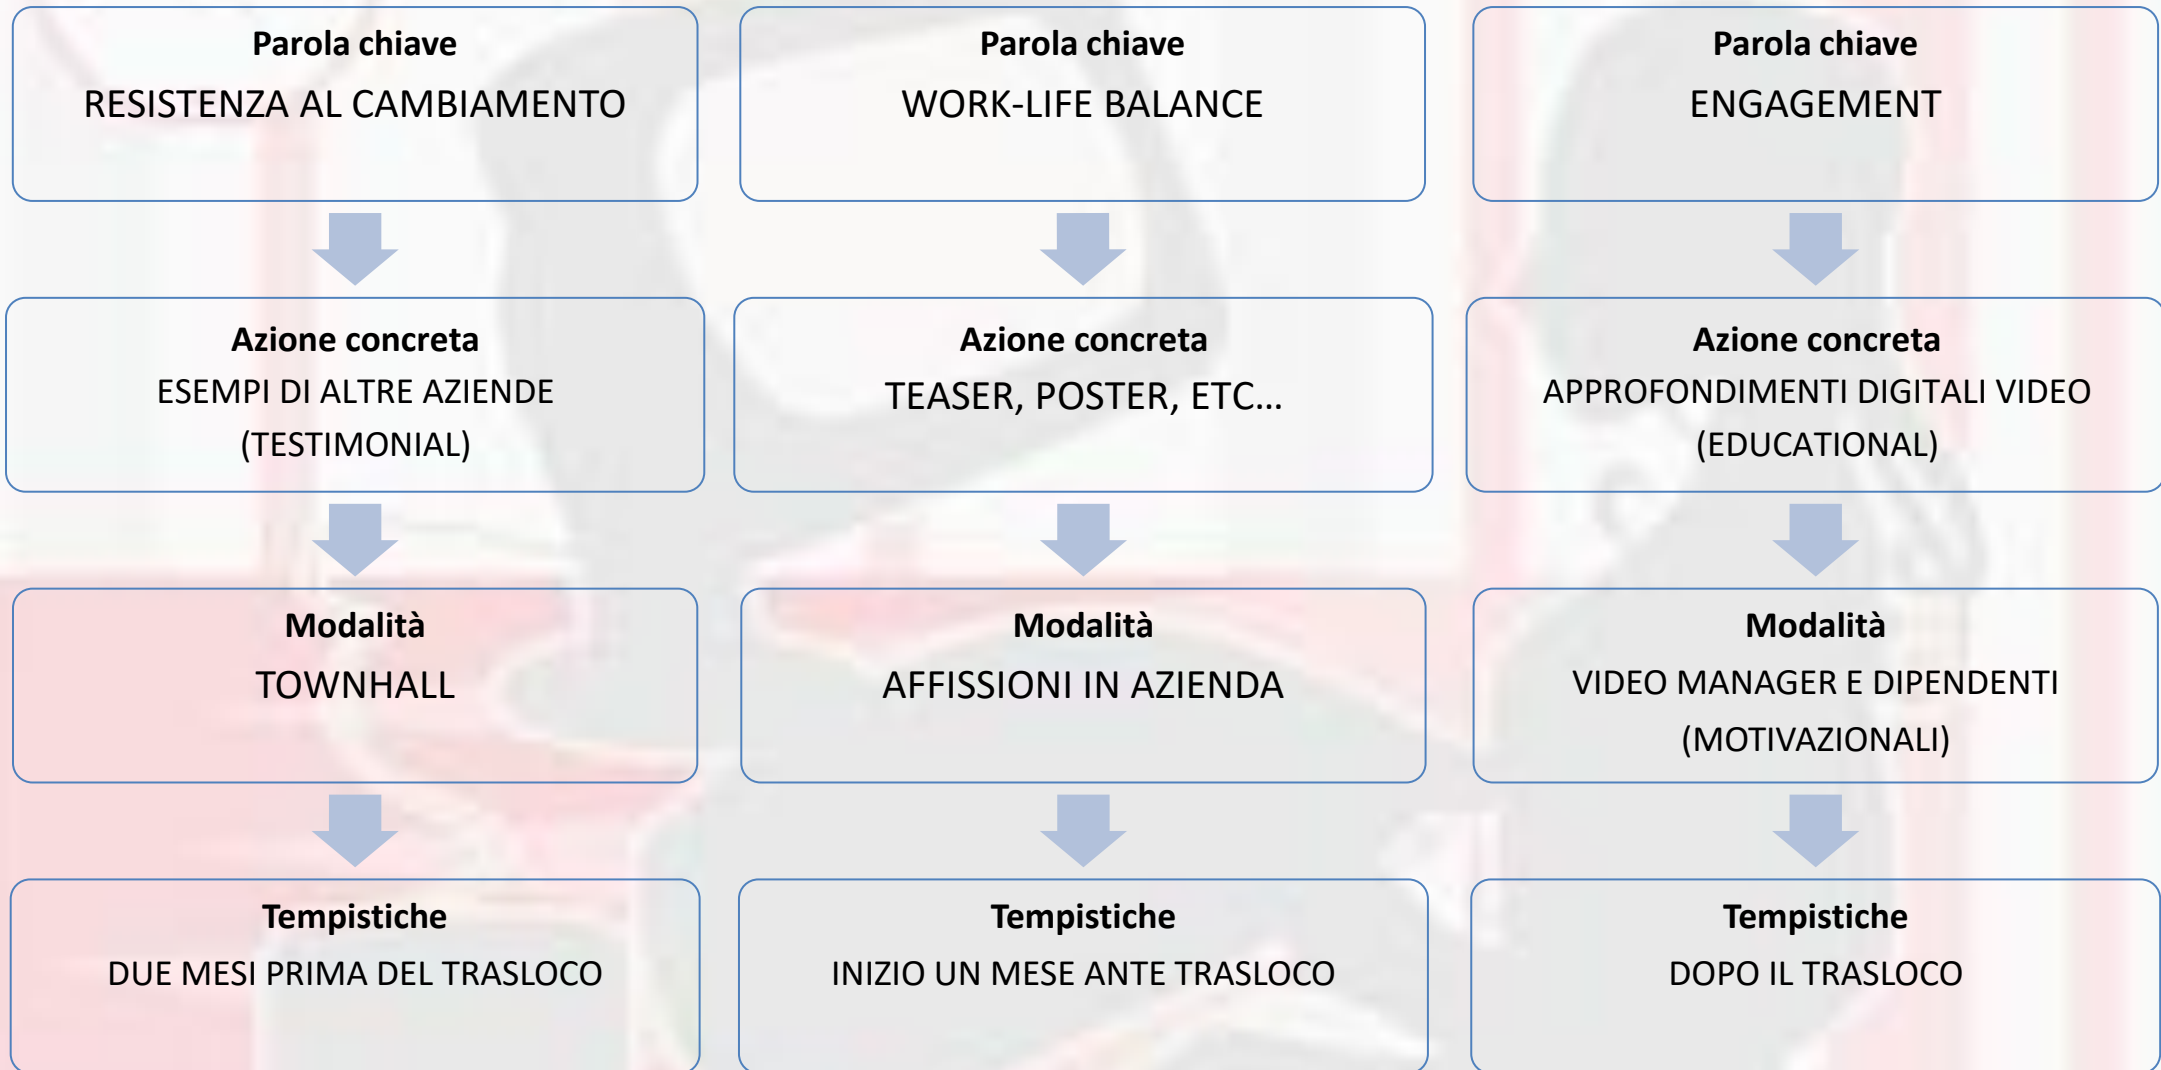 Parola chiave
RESISTENZA AL CAMBIAMENTO
Azione concreta
ESEMPI DI ALTRE AZIENDE
(TESTIMONIAL)
Modalità
TOWNHALL
Tempistiche
DUE MESI PRIMA DEL TRASLOCO
Parola chiave
WORK-LIFE BALANCE
Azione concreta
TEASER, POSTER, ETC...
Modalità
AFFISSIONI IN AZIENDA
Tempistiche
INIZIO UN MESE ANTE TRASLOCO
Parola chiave
ENGAGEMENT
Azione concreta
APPROFONDIMENTI DIGITALI VIDEO
(EDUCATIONAL)
Modalità
VIDEO MANAGER E DIPENDENTI
(MOTIVAZIONALI)
Tempistiche
DOPO IL TRASLOCO